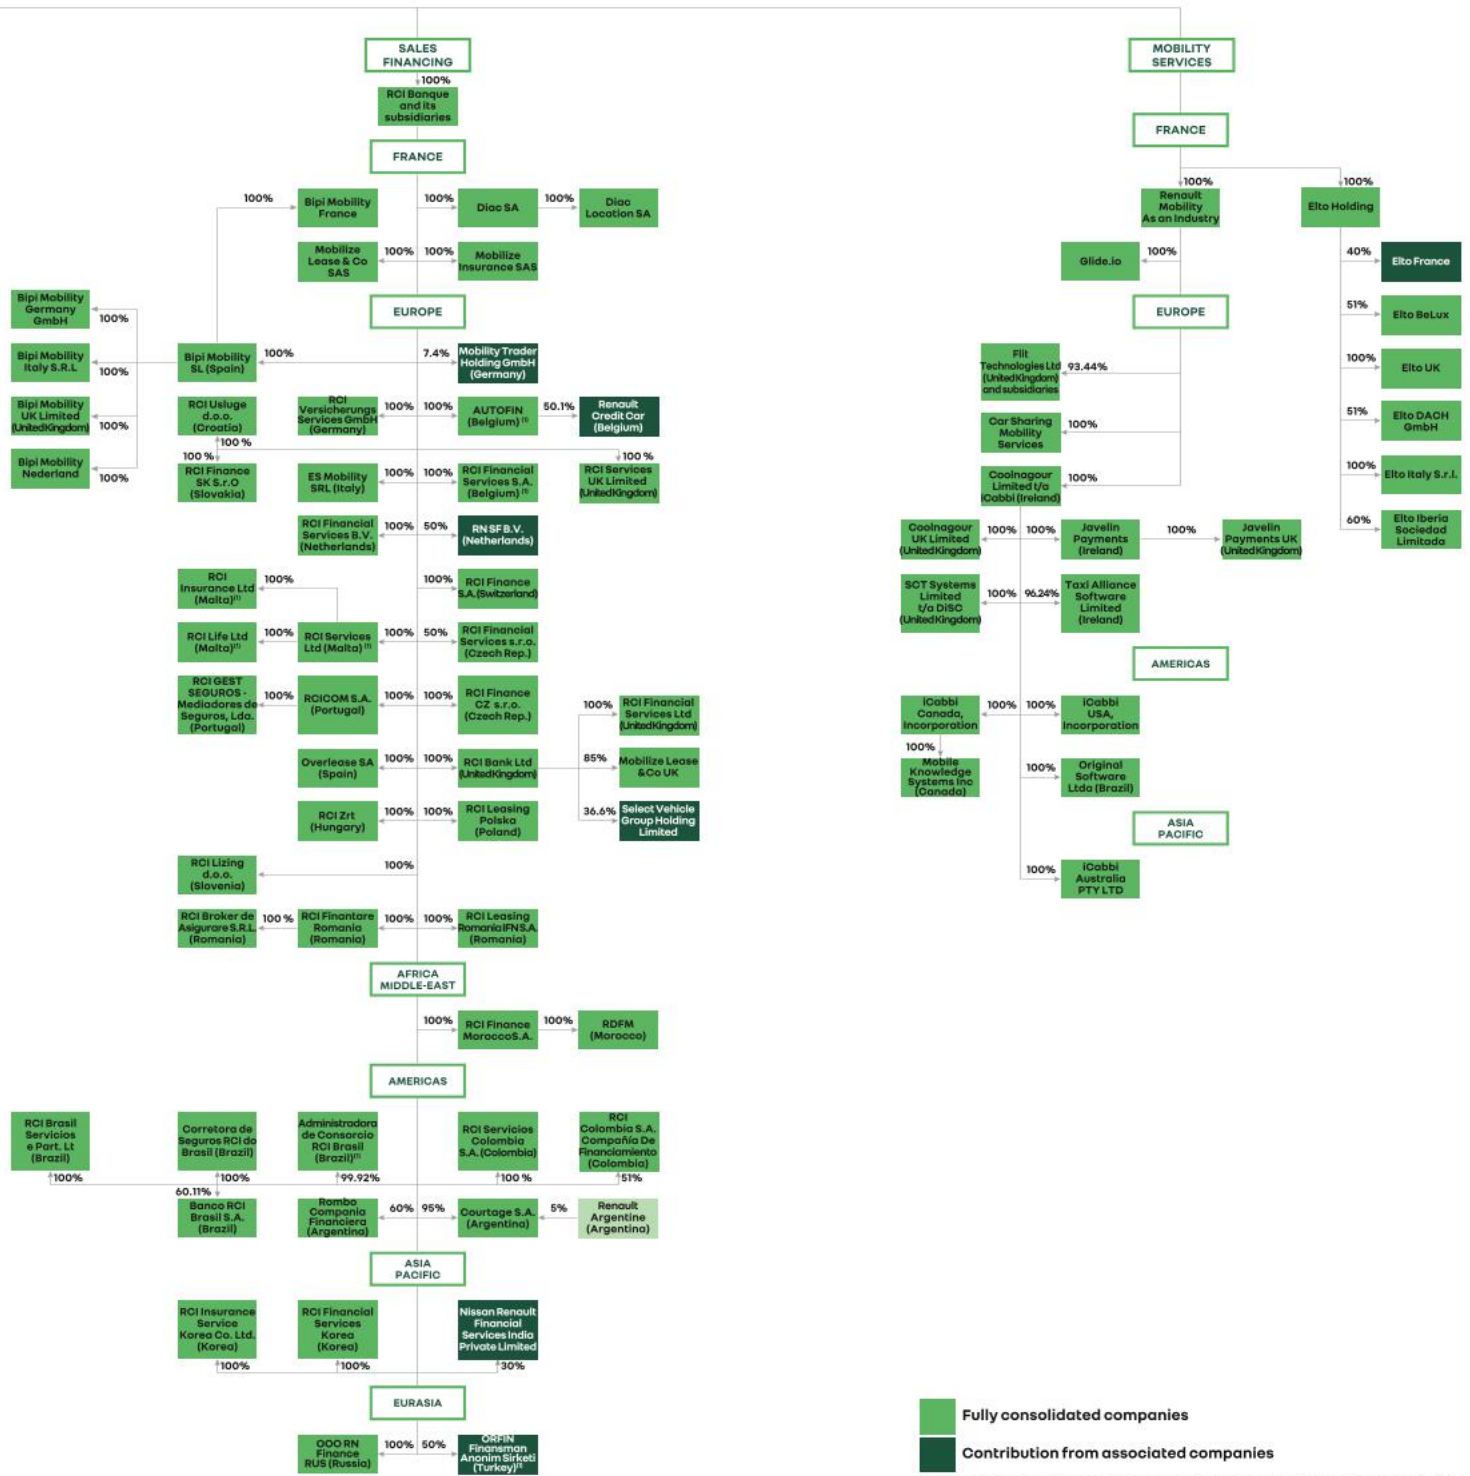 SALES
FINANCING
100%
RCI Banque
and its
subsidiaries
FRANCE
100%
Bipi Mobility
France
100%
Diac SA
100%
Diac
Location SA
Mobilize
Lease & Co
SAS
100%
100%
Mobilize
Insurance SAS
EUROPE
Bipi Mobility
Germany
GmbH
100%
Bipi Mobility
Italy S.R.L
100%
Bipi Mobility
SL (Spain)
100%
7.4%
Mobility Trader
Holding GmbH
(Germany)
Bipi Mobility
UK Limited
(United Kingdom)
100%
RCI Usluge
d.o.o.
(Croatia)
100 %
RCI
Versicherungs
Services GmbH
(Germany)
100%
100%
AUTOFIN
(Belgium) (1)
50.1%
Renault
Credit Car
(Belgium)
Bipi Mobility
Nederland
100%
100 %
RCI Finance
SK S.r.O
(Slovakia)
ES Mobility
SRL (Italy)
100%
100%
RCI Financial
Services S.A.
(Belgium) (1)
100 %
RCI Services
UK Limited
(United Kingdom)
RCI Financial
Services B.V.
(Netherlands)
100%
50%
RN SF B.V.
(Netherlands)
RCI
Insurance Ltd
(Malta)(1)
100%
100%
RCI Finance
S.A. (Switzerland)
RCI Life Ltd
(Malta)(1)
100%
RCI Services
Ltd (Malta) (1)
100%
50%
RCI Financial
Services s.r.o.
(Czech Rep.)
RCI GEST
SEGUROS -
Mediadores de
Seguros, Lda.
(Portugal)
100%
RCICOM S.A.
(Portugal)
100%
100%
RCI Finance
CZ s.r.o.
(Czech Rep.)
100%
RCI Financial
Services Ltd
(United Kingdom)
Overlease SA
(Spain)
100%
100%
RCI Bank Ltd
(United Kingdom)
85%
Mobilize Lease
&Co UK
RCI Zrt
(Hungary)
100%
100%
RCI Leasing
Polska
(Poland)
36.6%
Select Vehicle
Group Holding
Limited
RCI Lizing
d.o.o.
(Slovenia)
100%
RCI Broker de
Asigurare S.R.L.
(Romania)
100 %
RCI Finantare
Romania
(Romania)
100%
100%
RCI Leasing
Romania IFN S.A.
(Romania)
AFRICA
MIDDLE-EAST
100%
RCI Finance
Morocco S.A.
100%
RDFM
(Morocco)
AMERICAS
RCI Brasil
Servicios
e Part. Lt
(Brazil)
100%
Corretora de
Seguros RCI do
Brasil (Brazil)
100%
Administradora
de Consorcio
RCI Brasil
(Brazil)(1)
99.92%
RCI Servicios
Colombia
S.A. (Colombia)
100 %
RCI
Colombia S.A.
Compañía De
Financiamiento
(Colombia)
51%
60.11%
Banco RCI
Brasil S.A.
(Brazil)
Rombo
Compania
Financiera
(Argentina)
60%
95%
Courtage S.A.
(Argentina)
5%
Renault
Argentine
(Argentina)
ASIA
PACIFIC
RCI Insurance
Service
Korea Co. Ltd.
(Korea)
100%
RCI Financial
Services
Korea
(Korea)
100%
Nissan Renault
Financial
Services India
Private Limited
30%
EURASIA
OOO RN
Finance
RUS (Russia)
100%
50%
ORFIN
Finansman
Anonim Sirketi
(Turkey)(1)
MOBILITY
SERVICES
FRANCE
100%
Renault
Mobility
As an Industry
100%
Elto Holding
Glide.io
100%
40%
Elto France
EUROPE
51%
Elto BeLux
Flit
Technologies Ltd
(United Kingdom)
and subsidiaries
93.44%
100%
Elto UK
Car Sharing
Mobility
Services
100%
51%
Elto DACH
GmbH
Coolnagour
Limited t/a
iCabbi (Ireland)
100%
100%
Elto Italy S.r.l.
Coolnagour
UK Limited
(United Kingdom)
100%
100%
Javelin
Payments
(Ireland)
100%
Javelin
Payments UK
(United Kingdom)
60%
Elto Iberia
Sociedad
Limitada
SCT Systems
Limited
t/a DiSC
(United Kingdom)
100%
96.24%
Taxi Alliance
Software
Limited
(Ireland)
AMERICAS
iCabbi
Canada,
Incorporation
100%
100%
iCabbi
USA,
Incorporation
100%
Mobile
Knowledge
Systems Inc
(Canada)
100%
Original
Software
Ltda (Brazil)
ASIA
PACIFIC
100%
iCabbi
Australia
PTY LTD
Fully consolidated companies
Contribution from associated companies